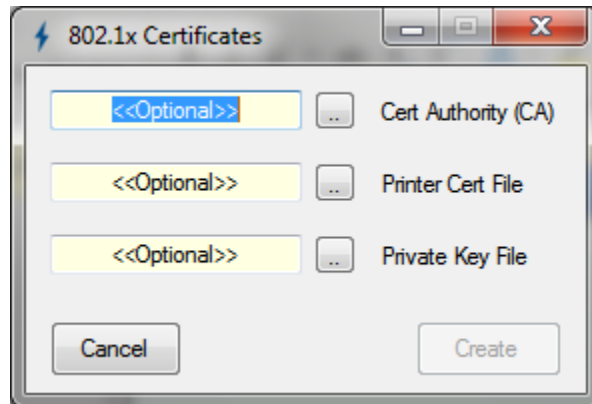 802.1x Certificates
<<Optional>> .. Cert Authority (CA)
<<Optional>> .. Printer Cert File
<<Optional>> .. Private Key File
Cancel Create